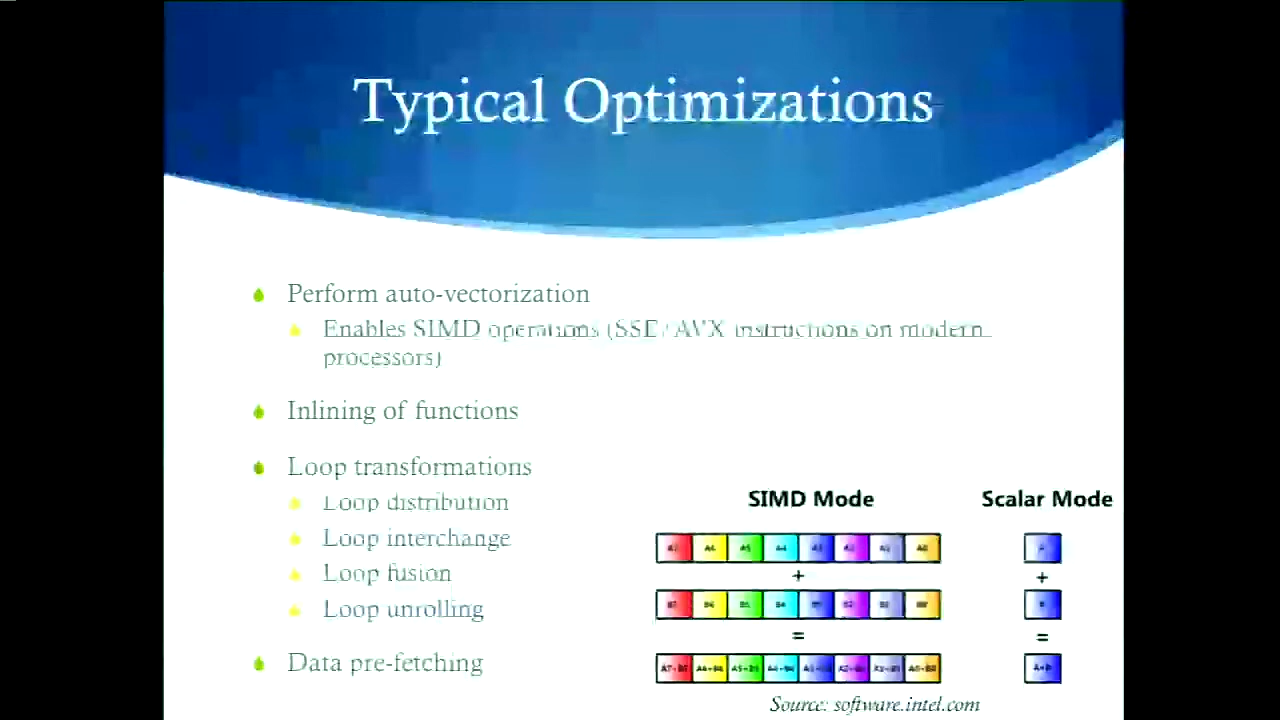 Typical Optimizations
Perform auto-vectorization
Enables SIMD operations (SSE/AVX instructions on modern
processors)
Inlining of functions
Loop transformations
Loop distribution
Loop interchange
Loop fusion
Loop unrolling
Data pre-fetching
SIMD Mode
Scalar Mode
+
+
=
=
A+B
Source: software.intel.com